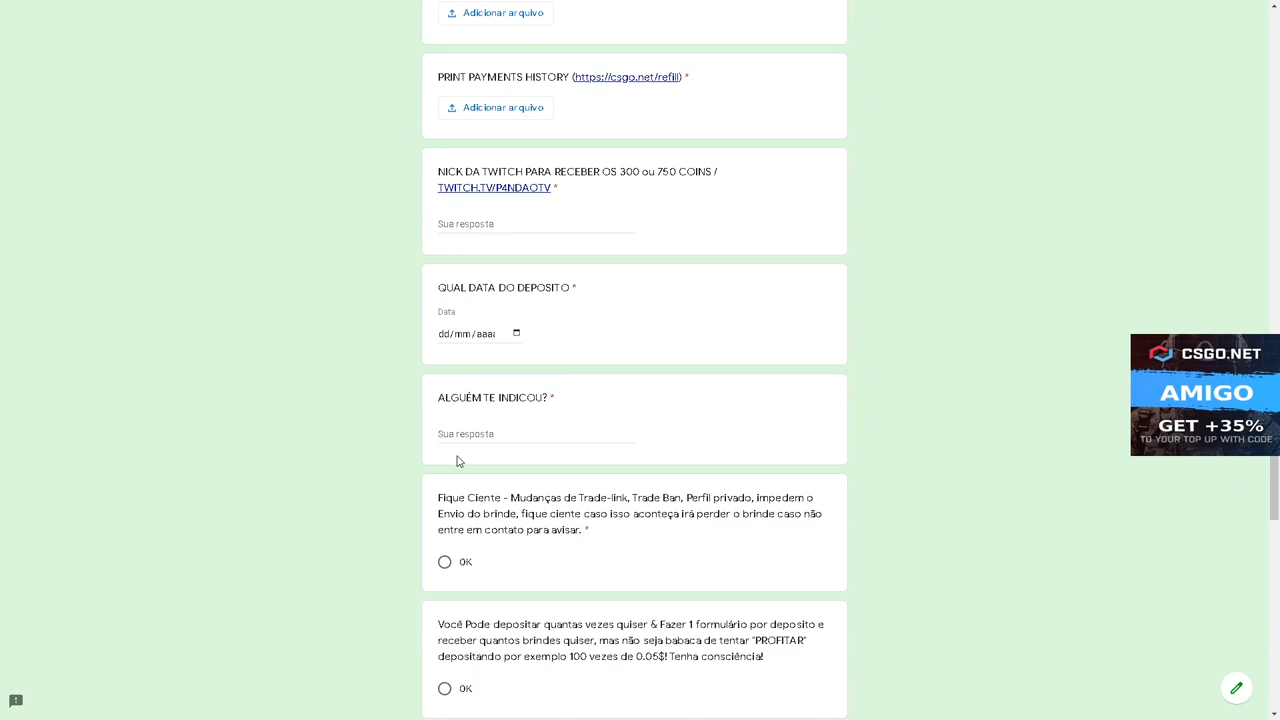 Adicionar arquivo
PRINT PAYMENTS HISTORY (https://csgo.net/refill) *
Adicionar arquivo
NICK DA TWITCH PARA RECEBER OS 300 ou 750 COINS /
TWITCH.TV/P4NDAOTV *
Sua resposta
QUAL DATA DO DEPOSITO *
Data
dd/mm/aaaa
ALGUÉM TE INDICOU? *
Sua resposta
Fique Ciente - Mudanças de Trade-link, Trade Ban, Perfil privado, impedem o
Envio do brinde, fique ciente caso isso aconteça irá perder o brinde caso não
entre em contato para avisar. *
OK
Você Pode depositar quantas vezes quiser & Fazer 1 formulário por deposito e
receber quantos brindes quiser, mas não seja babaca de tentar "PROFITAR"
depositando por exemplo 100 vezes de 0.05$! Tenha consciência!
OK
CSGO.NET
AMIGO
GET +35%
TO YOUR TOP UP WITH CODE